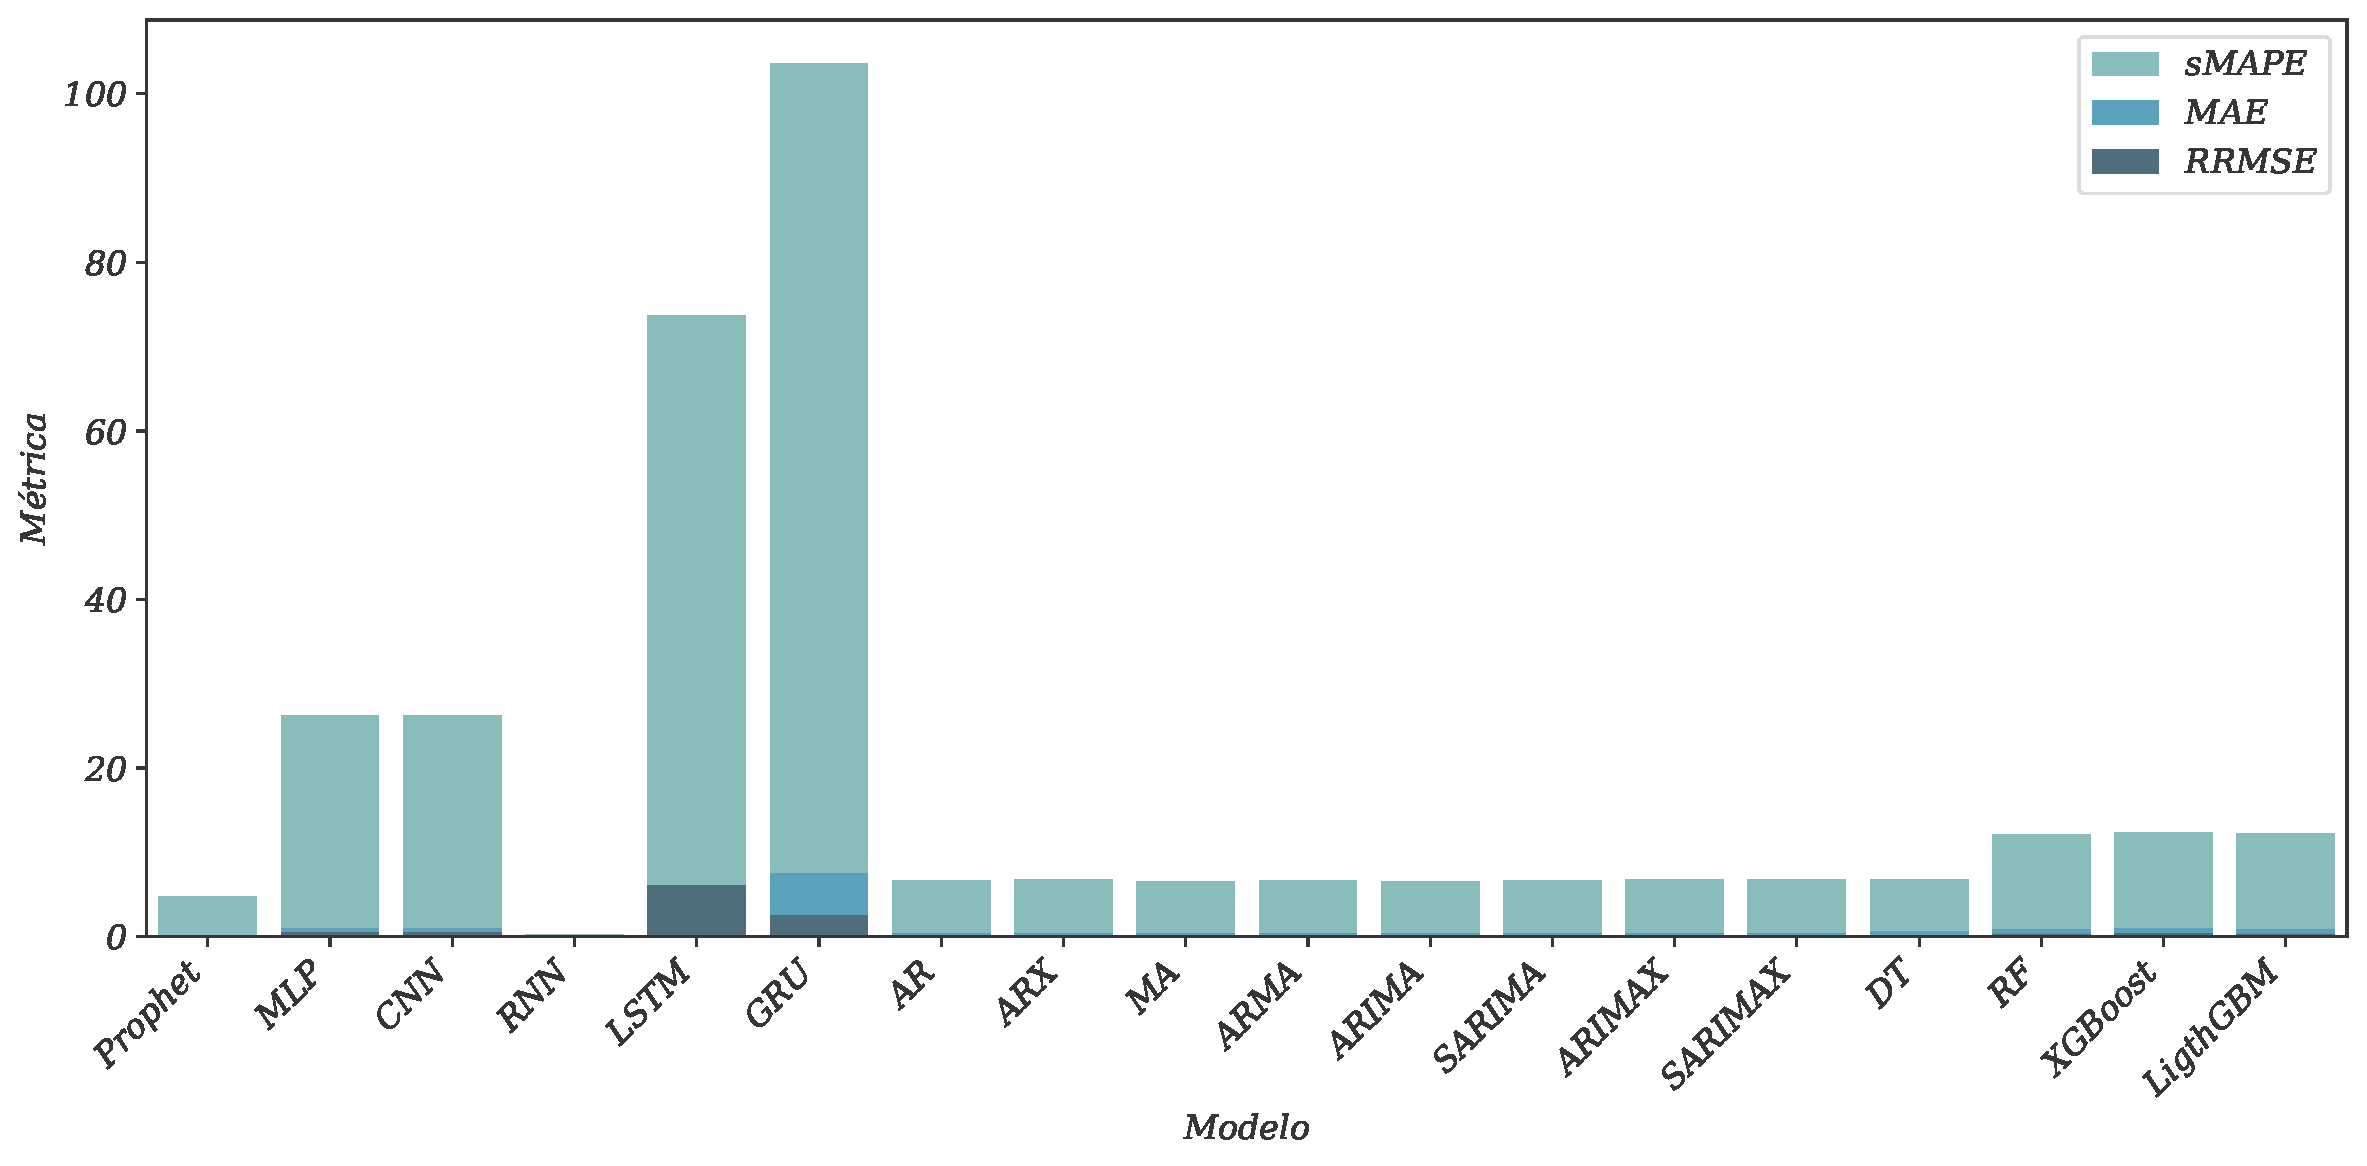 sMAPE
MAE
RRMSE
Métrica
100
80
60
40
20
0
Prophet
MLP
CNN
RNN
LSTM
GRU
AR
ARX
MA
ARMA
ARIMA
SARIMA
ARIMAX
SARIMAX
DT
RF
XGBoost
LigthGBM
Modelo